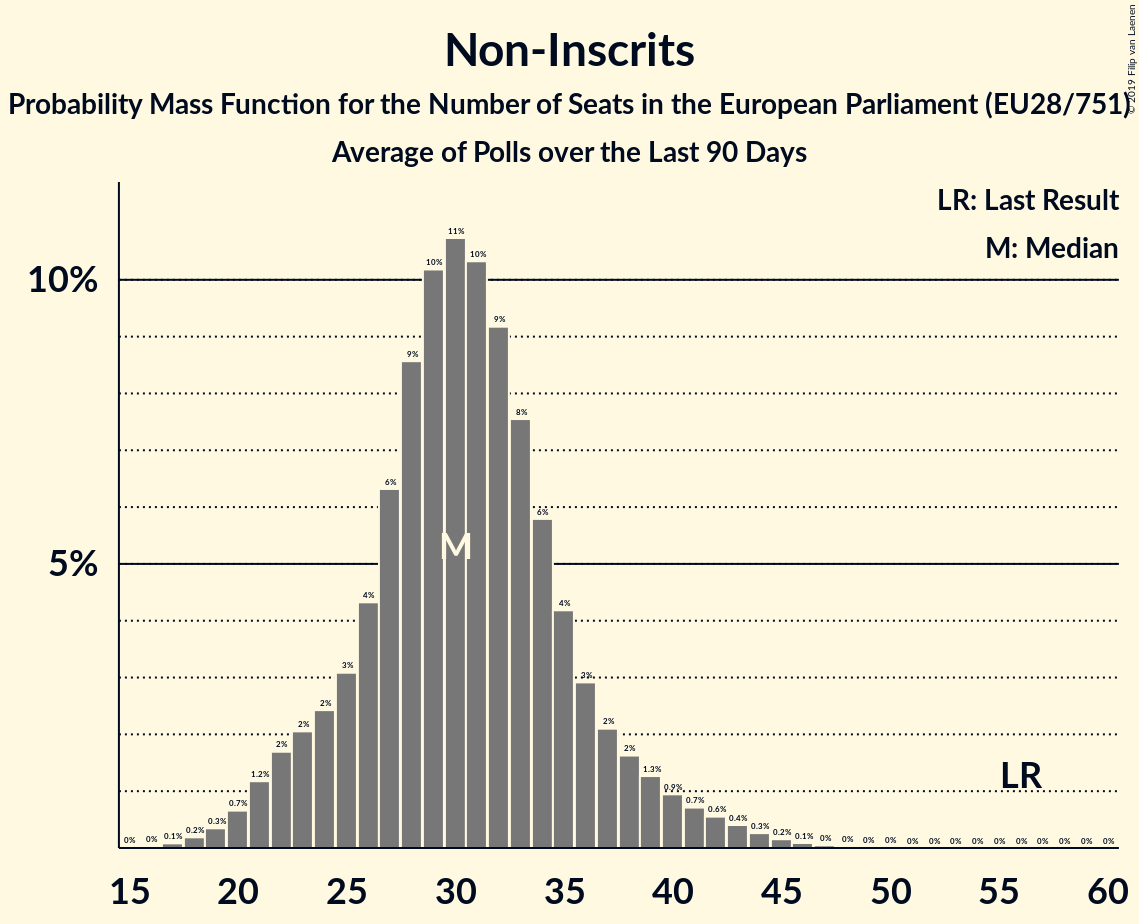 Non-Inscrits
Probability Mass Function for the Number of Seats in the European Parliament (EU28/751)
Average of Polls over the Last 90 Days
© 2019 Filip van Laenen
LR: Last Result
M: Median
10%
5%
0% 0% 0.1% 0.2% 0.3% 0.7% 1.2% 2% 2% 2% 3% 4% 6% 9% 10% 11% 10% 9% 8% 6% 4% 3% 2% 2% 1.3% 0.9% 0.7% 0.6% 0.4% 0.3% 0.2% 0.1% 0% 0% 0% 0% 0% 0% 0% 0% 0% 0% 0% 0% 0% 0%
M
LR
15 20 25 30 35 40 45 50 55 60